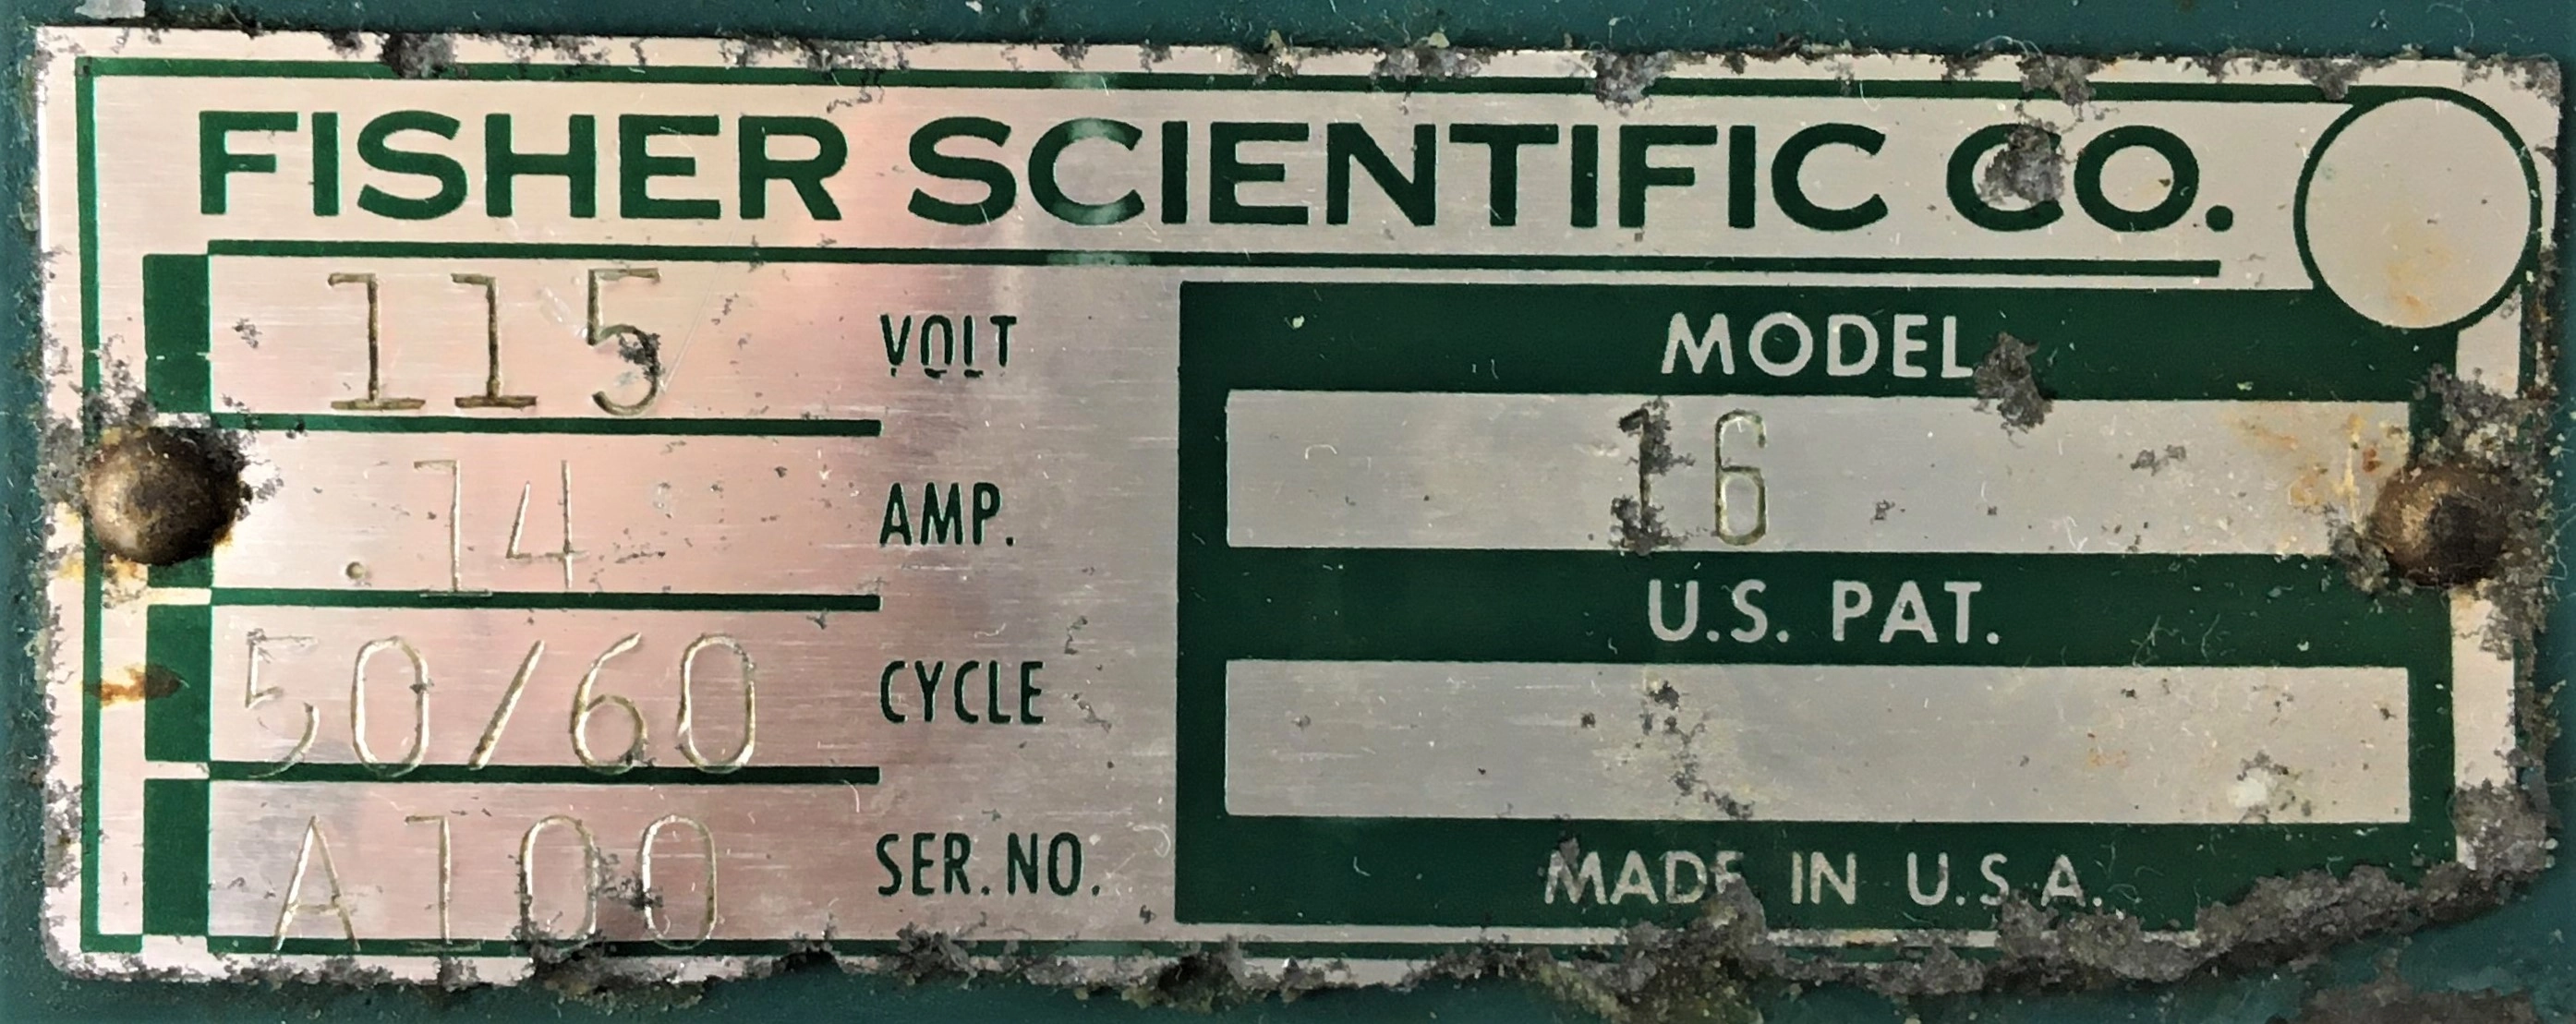 FISHER SCIENTIFIC CO.
115 VOLT
.14 AMP.
50/60 CYCLE
A100 SER. NO.
MODEL
16
U.S. PAT.
MADE IN U.S.A.